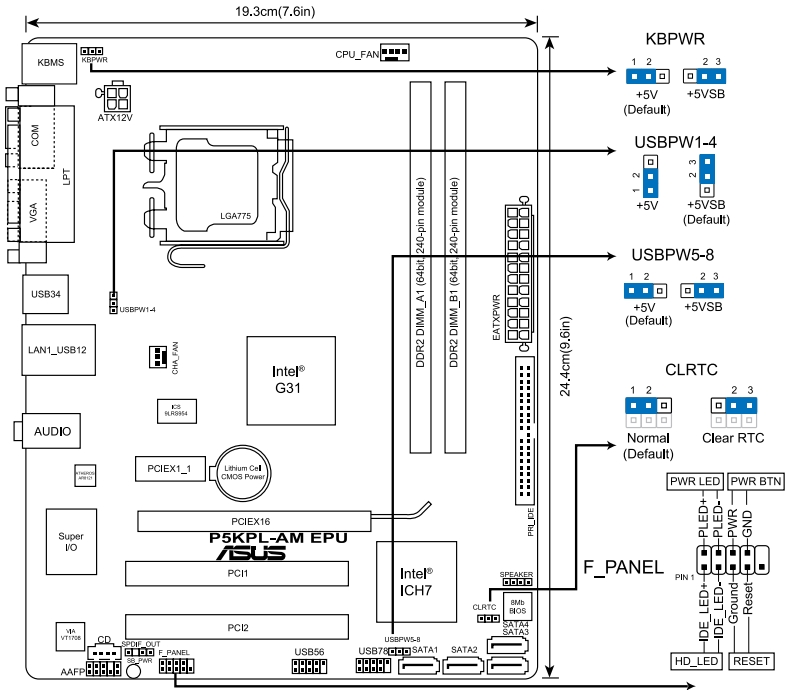 19.3cm(7.6in)
KBMS
KBPWR
CPU_FAN
ATX12V
COM
LPT
VGA
LGA775
DDR2 DIMM_A1 (64bit, 240-pin module)
DDR2 DIMM_B1 (64bit, 240-pin module)
EATXPWR
24.4cm(9.6in)
USB34
USBPW1-4
LAN1_USB12
CHA_FAN
Intel®
G31
ICS
9LRS954
AUDIO
PCIEX1_1
Lithium Cell
CMOS Power
PRI_IDE
PCIEX16
P5KPL-AM EPU
ASUS
Super
I/O
PCI1
Intel®
ICH7
SPEAKER
8Mb
BIOS
CLRTC
PCI2
VIA
VT1708
CD
SPDIF_OUT
SB_PWR
F_PANEL
AAFP
USB56
USB78
USBPW5-8
SATA1
SATA2
SATA4
SATA3
KBPWR
1 2
2 3
+5V
(Default)
+5VSB
USBPW1-4
1 2
2 3
+5V
+5VSB
(Default)
USBPW5-8
1 2
2 3
+5V
(Default)
+5VSB
CLRTC
1 2
2 3
Normal
(Default)
Clear RTC
F_PANEL
PWR LED
PWR BTN
PLED+
PLED-
PWR
GND
PIN 1
IDE_LED+
IDE_LED-
Ground
Reset
HD_LED
RESET